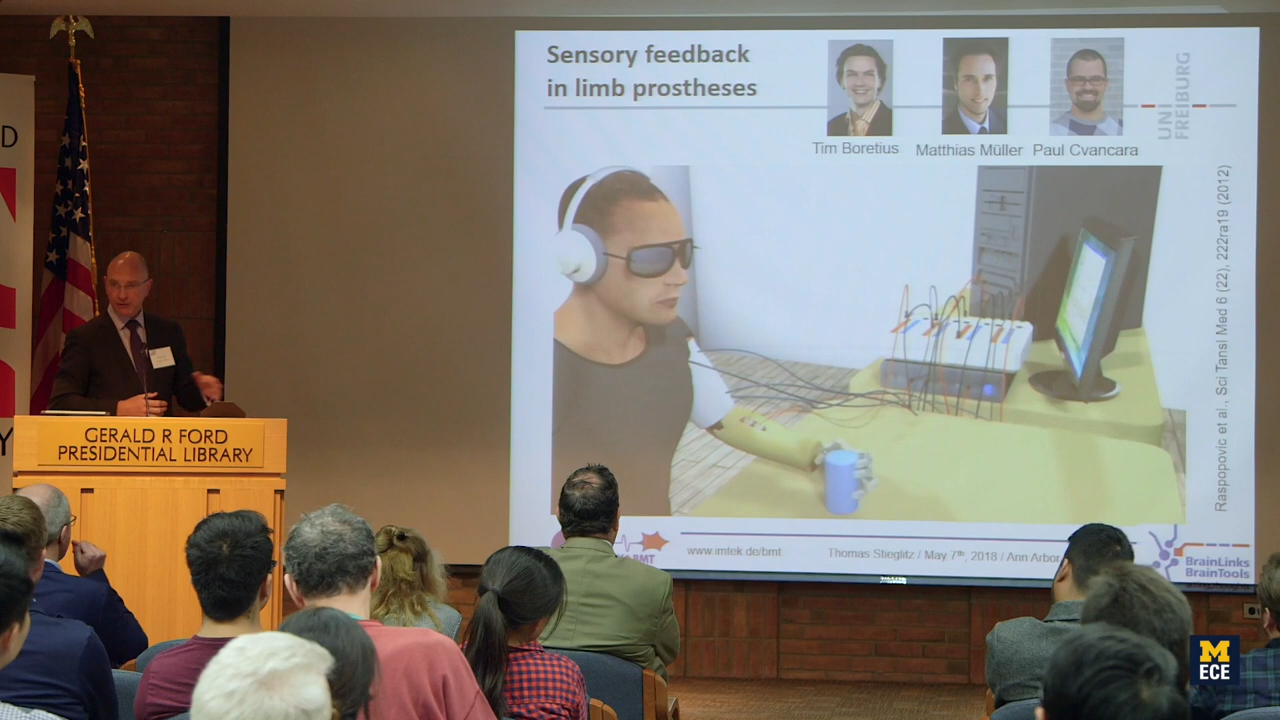 Sensory feedback
in limb prostheses
UNI
FREIBURG
Tim Boretius
Matthias Müller
Paul Cvancara
Raspopovic et al., Sci Tansl Med 6 (22), 222ra19 (2012)
www.imtek.de/bmt
Thomas Stieglitz / May 7th, 2018 / Ann Arbor
BrainLinks
BrainTools
GERALD R FORD
PRESIDENTIAL LIBRARY
D
N
Y
BMT
M
ECE